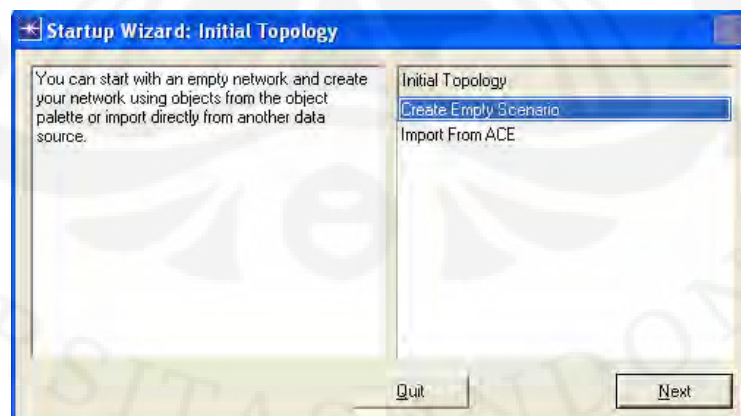 Startup Wizard: Initial Topology
You can start with an empty network and create
your network using objects from the object
palette or import directly from another data
source.
Initial Topology
Create Empty Scenario
Import From ACE
Quit
Next